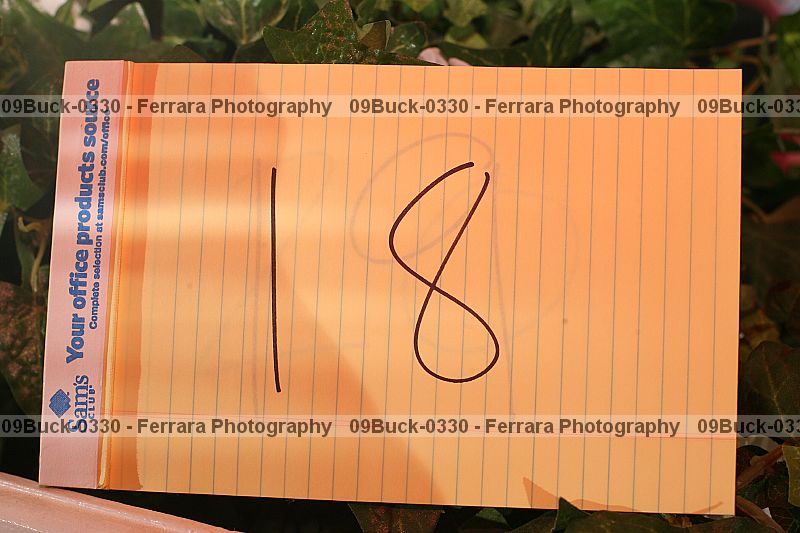 09Buck-0330 - Ferrara Photography 09Buck-0330 - Ferrara Photography 09Buck-0330 -
Your office products source
Complete selection at samsclub.com/office
18
Sam's
CLUB
09Buck-0330 - Ferrara Photography 09Buck-0330 - Ferrara Photography 09Buck-0330 -